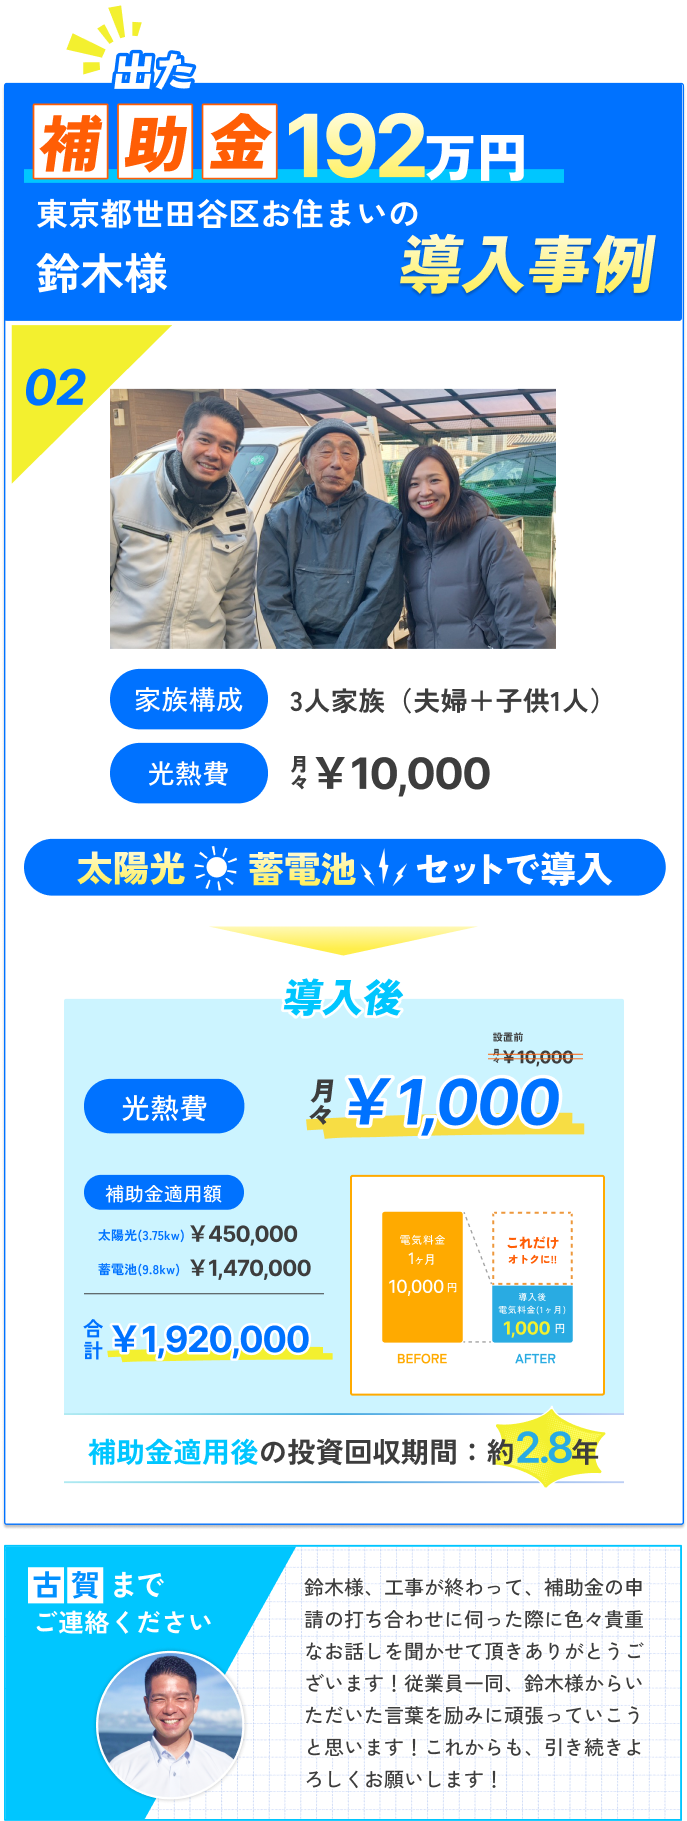 出た
補助金192万円
東京都世田谷区お住まいの
鈴木様
導入事例
02
家族構成
3人家族（夫婦＋子供1人）
光熱費
月々￥10,000
太陽光 蓄電池 セットで導入
導入後
設置前
月々￥10,000
光熱費
月々￥1,000
補助金適用額
太陽光(3.75kw) ￥450,000
蓄電池(9.8kw) ￥1,470,000
合計 ￥1,920,000
電気料金
1ヶ月
10,000円
BEFORE
これだけ
オトクに!!
導入後
電気料金(1ヶ月)
1,000 円
AFTER
補助金適用後の投資回収期間：約2.8年
古賀まで
ご連絡ください
鈴木様、工事が終わって、補助金の申
請の打ち合わせに伺った際に色々貴重
なお話しを聞かせて頂きありがとうご
ざいます！従業員一同、鈴木様からい
ただいた言葉を励みに頑張っていこう
と思います！これからも、引き続きよ
ろしくお願いします！